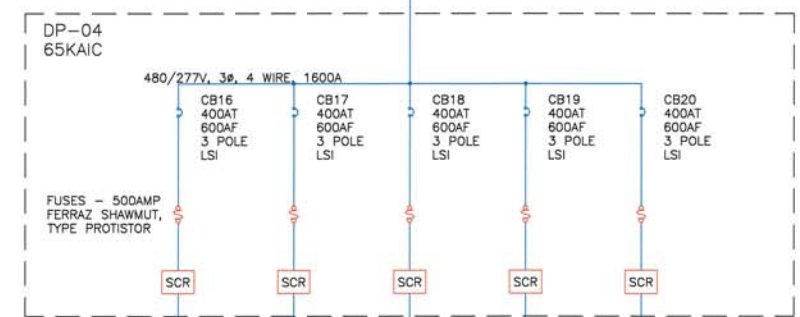 DP-04
65KAIC
480/277V, 3ø, 4 WIRE, 1600A
CB16
400AT
600AF
3 POLE
LSI
CB17
400AT
600AF
3 POLE
LSI
CB18
400AT
600AF
3 POLE
LSI
CB19
400AT
600AF
3 POLE
LSI
CB20
400AT
600AF
3 POLE
LSI
FUSES - 500AMP
FERRAZ SHAWMUT,
TYPE PROTISTOR
SCR
SCR
SCR
SCR
SCR